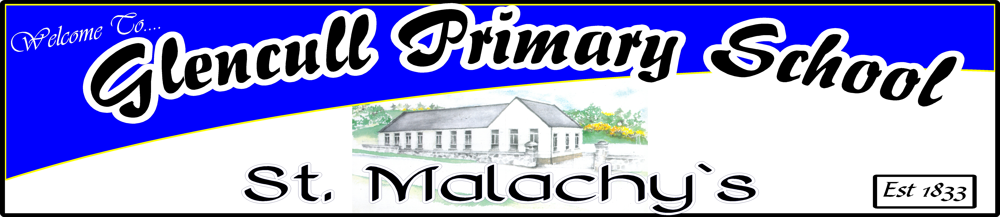 Welcome To....
Glencull Primary School
St. Malachy`s
Est 1833